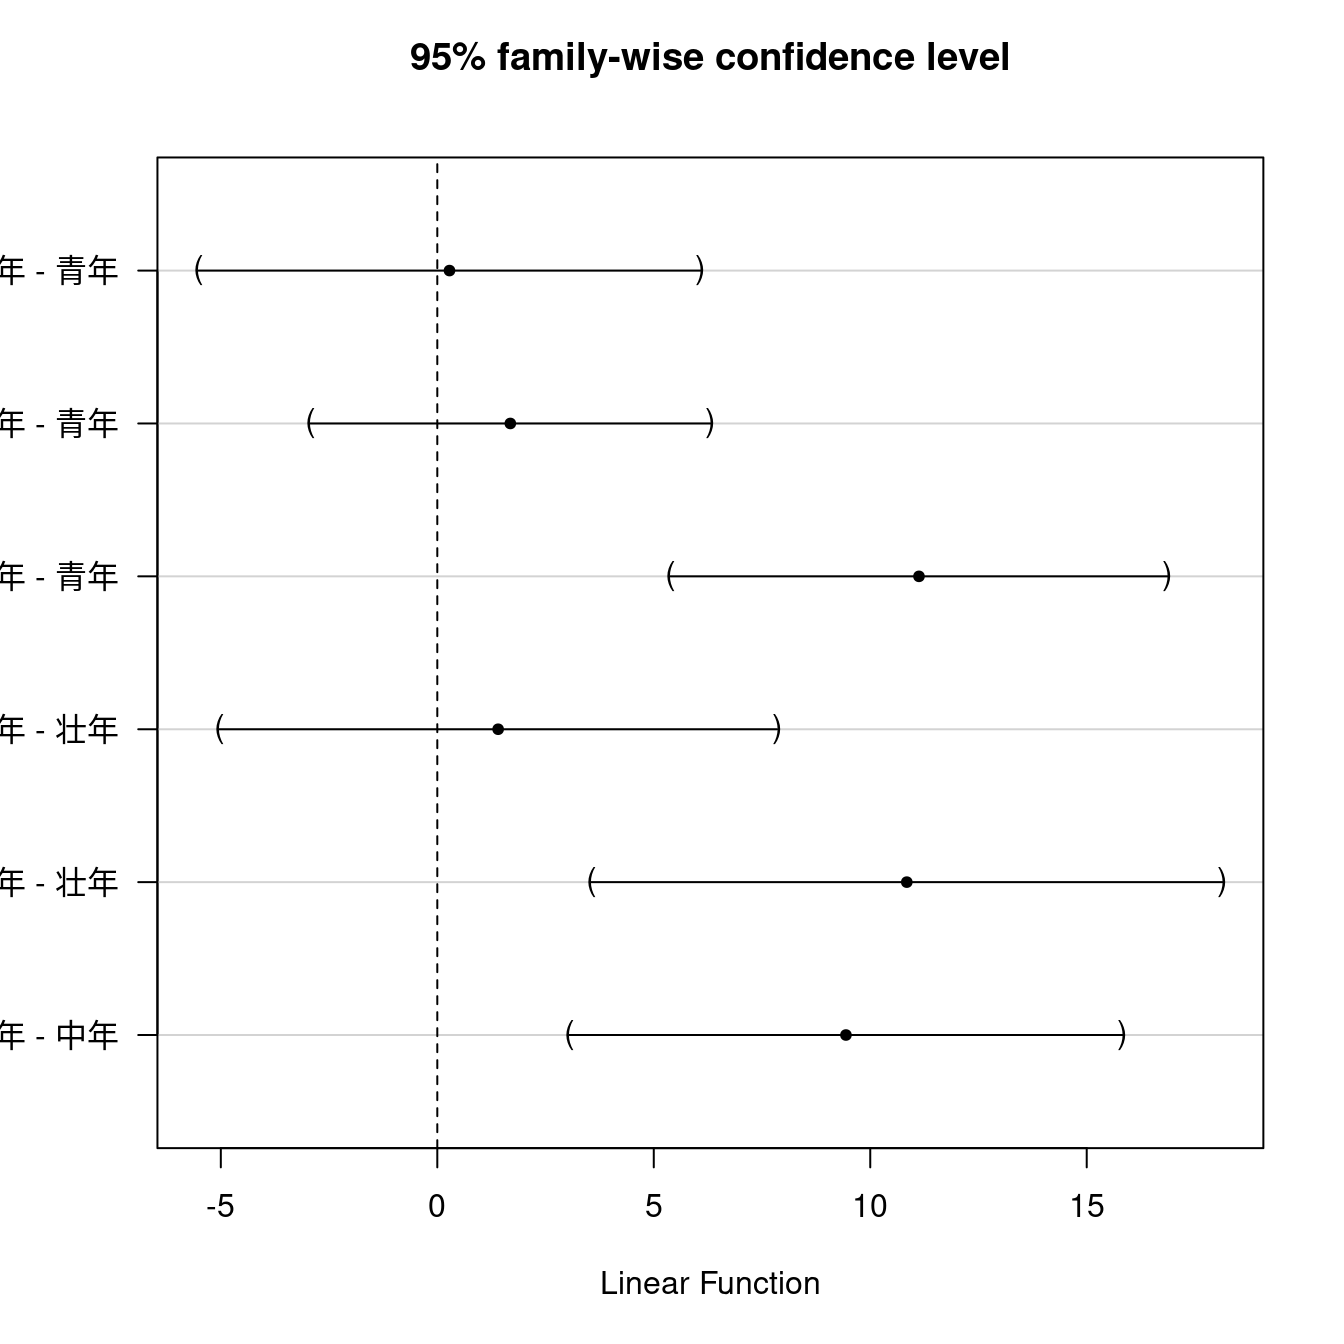 95% family-wise confidence level
年 - 青年
年 - 青年
年 - 青年
年 - 壮年
年 - 壮年
年 - 中年
-5 0 5 10 15
Linear Function